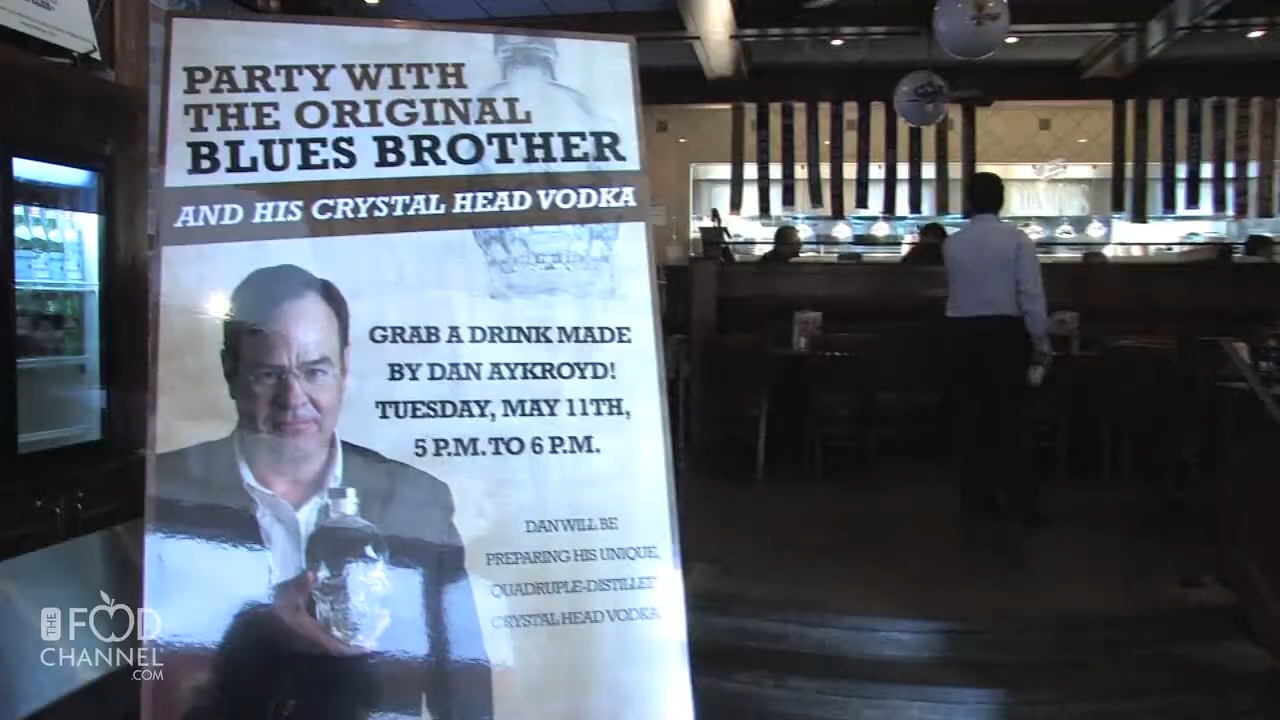 PARTY WITH
THE ORIGINAL
BLUES BROTHER
AND HIS CRYSTAL HEAD VODKA
GRAB A DRINK MADE
BY DAN AYKROYD!
TUESDAY, MAY 11TH,
5 P.M. TO 6 P.M.
DAN WILL BE
PREPARING HIS UNIQUE,
QUADRUPLE-DISTILLED
CRYSTAL HEAD VODKA
THE FOOD
CHANNEL
.COM